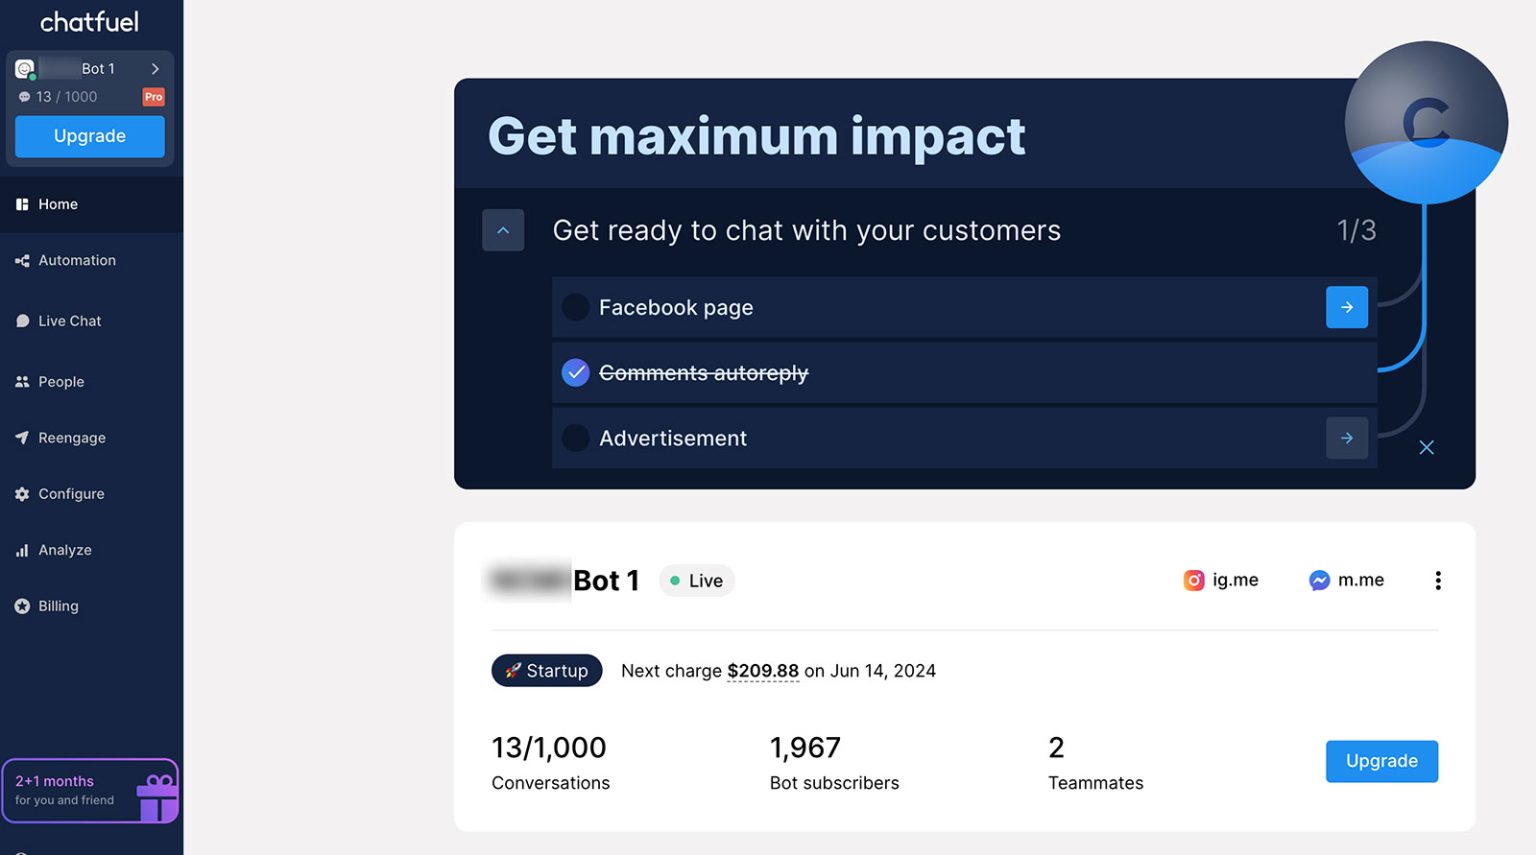 chatfuel
Bot 1
13 / 1000
Pro
Upgrade
Home
Automation
Live Chat
People
Reengage
Configure
Analyze
Billing
2+1 months
for you and friend
Get maximum impact
Get ready to chat with your customers
1/3
Facebook page
Comments autoreply
Advertisement
Bot 1
Live
ig.me
m.me
Startup
Next charge $209.88 on Jun 14, 2024
13/1,000
1,967
2
Conversations
Bot subscribers
Teammates
Upgrade